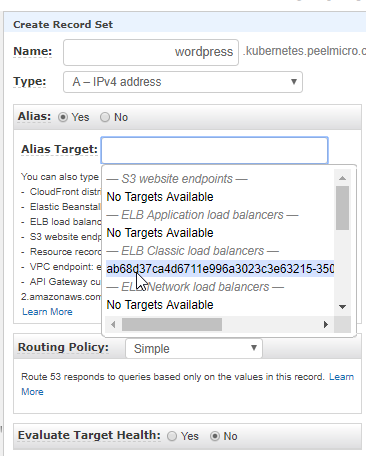 Create Record Set
Name: wordpress .kubernetes.peelmicro.c
Type: A – IPv4 address
Alias: Yes No
Alias Target:
You can also type
— S3 website endpoints —
- CloudFront distri
No Targets Available
- Elastic Beanstal
— ELB Application load balancers —
- ELB load balanc
No Targets Available
- S3 website endp
— ELB Classic load balancers —
- Resource record
ab68d37ca4d6711e996a3023c3e63215-350
- VPC endpoint: e
— ELB Network load balancers —
- API Gateway cu
2.amazonaws.com
No Targets Available
Learn More
Routing Policy: Simple
Route 53 responds to queries based only on the values in this record. Learn
More
Evaluate Target Health: Yes No